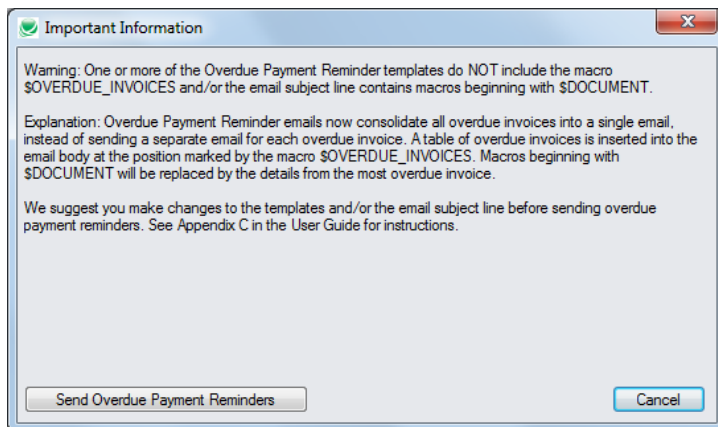 Important Information
Warning: One or more of the Overdue Payment Reminder templates do NOT include the macro
$OVERDUE_INVOICES and/or the email subject line contains macros beginning with $DOCUMENT.
Explanation: Overdue Payment Reminder emails now consolidate all overdue invoices into a single email,
instead of sending a separate email for each overdue invoice. A table of overdue invoices is inserted into the
email body at the position marked by the macro $OVERDUE_INVOICES. Macros beginning with
$DOCUMENT will be replaced by the details from the most overdue invoice.
We suggest you make changes to the templates and/or the email subject line before sending overdue
payment reminders. See Appendix C in the User Guide for instructions.
Send Overdue Payment Reminders
Cancel